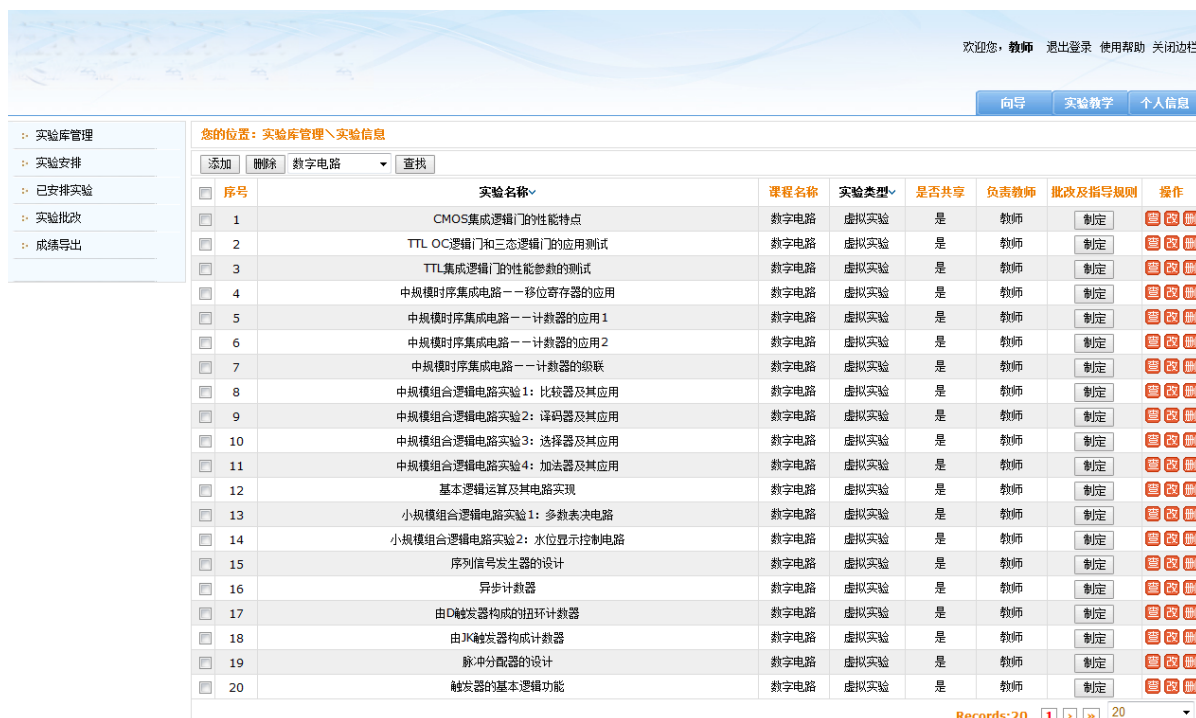 欢迎您，教师 退出登录 使用帮助 关闭边栏
向导 实验教学 个人信息
实验库管理
实验安排
已安排实验
实验批改
成绩导出
您的位置：实验库管理＼实验信息
添加 删除 数字电路 查找
序号 实验名称 课程名称 实验类型 是否共享 负责教师 批改及指导规则 操作
1 CMOS集成逻辑门的性能特点 数字电路 虚拟实验 是 教师 制定 查 改 删
2 TTL OC逻辑门和三态逻辑门的应用测试 数字电路 虚拟实验 是 教师 制定 查 改 删
3 TTL集成逻辑门的性能参数的测试 数字电路 虚拟实验 是 教师 制定 查 改 删
4 中规模时序集成电路——移位寄存器的应用 数字电路 虚拟实验 是 教师 制定 查 改 删
5 中规模时序集成电路——计数器的应用1 数字电路 虚拟实验 是 教师 制定 查 改 删
6 中规模时序集成电路——计数器的应用2 数字电路 虚拟实验 是 教师 制定 查 改 删
7 中规模时序集成电路——计数器的级联 数字电路 虚拟实验 是 教师 制定 查 改 删
8 中规模组合逻辑电路实验1：比较器及其应用 数字电路 虚拟实验 是 教师 制定 查 改 删
9 中规模组合逻辑电路实验2：译码器及其应用 数字电路 虚拟实验 是 教师 制定 查 改 删
10 中规模组合逻辑电路实验3：选择器及其应用 数字电路 虚拟实验 是 教师 制定 查 改 删
11 中规模组合逻辑电路实验4：加法器及其应用 数字电路 虚拟实验 是 教师 制定 查 改 删
12 基本逻辑运算及其电路实现 数字电路 虚拟实验 是 教师 制定 查 改 删
13 小规模组合逻辑电路实验1：多数表决电路 数字电路 虚拟实验 是 教师 制定 查 改 删
14 小规模组合逻辑电路实验2：水位显示控制电路 数字电路 虚拟实验 是 教师 制定 查 改 删
15 序列信号发生器的设计 数字电路 虚拟实验 是 教师 制定 查 改 删
16 异步计数器 数字电路 虚拟实验 是 教师 制定 查 改 删
17 由D触发器构成的扭环计数器 数字电路 虚拟实验 是 教师 制定 查 改 删
18 由JK触发器构成计数器 数字电路 虚拟实验 是 教师 制定 查 改 删
19 脉冲分配器的设计 数字电路 虚拟实验 是 教师 制定 查 改 删
20 触发器的基本逻辑功能 数字电路 虚拟实验 是 教师 制定 查 改 删
Records:20 1 › » 20